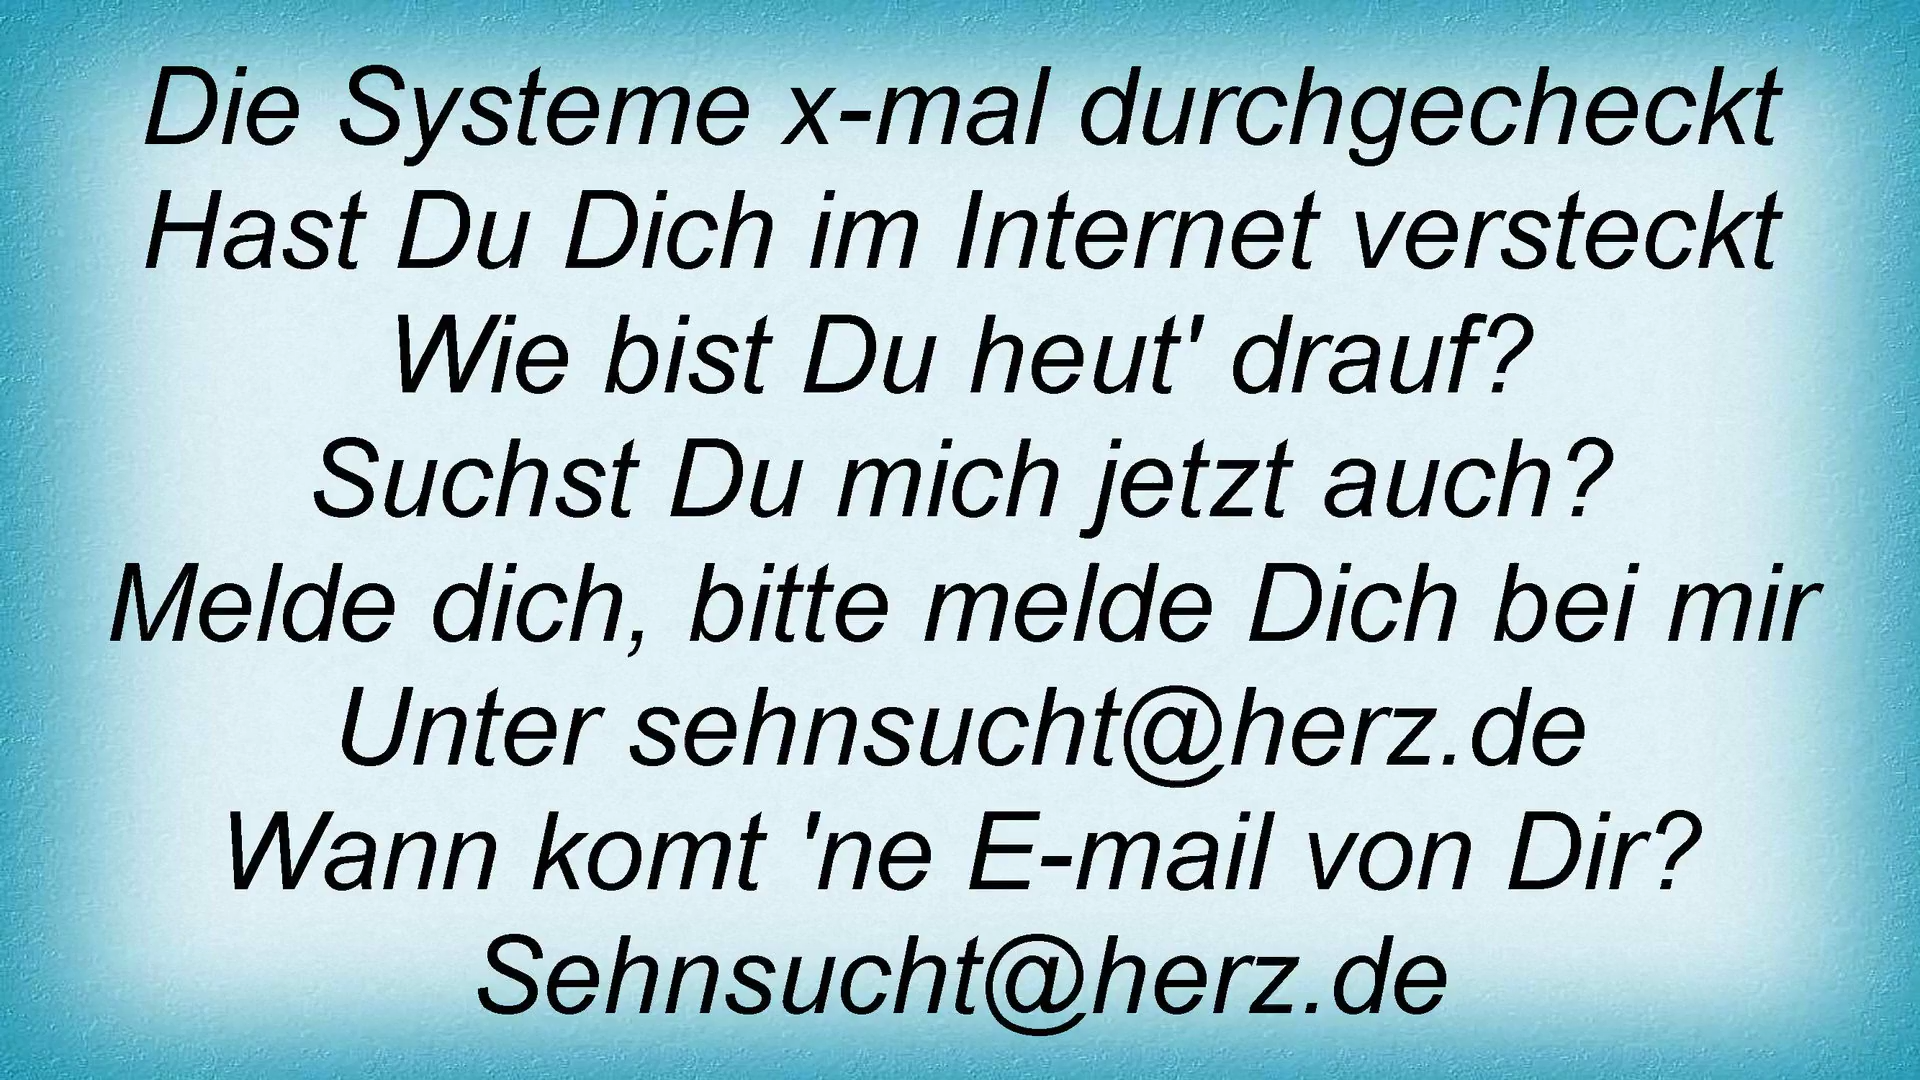 Die Systeme x-mal durchgecheckt
Hast Du Dich im Internet versteckt
Wie bist Du heut' drauf?
Suchst Du mich jetzt auch?
Melde dich, bitte melde Dich bei mir
Unter sehnsucht@herz.de
Wann komt 'ne E-mail von Dir?
Sehnsucht@herz.de